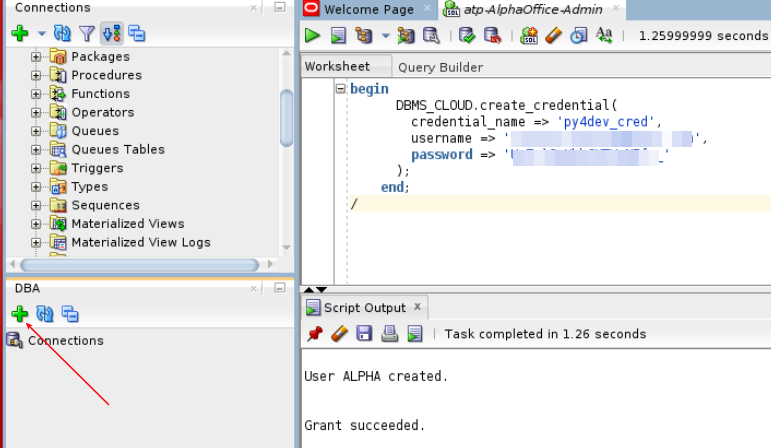 Connections
Packages
Procedures
Functions
Operators
Queues
Queues Tables
Triggers
Types
Sequences
Materialized Views
Materialized View Logs
DBA
Connections
Welcome Page
atp-AlphaOffice-Admin
1.25999999 seconds
Worksheet
Query Builder
begin
DBMS_CLOUD.create_credential(
credential_name => 'py4dev_cred',
username => '
',
password => '
'
);
end;
/
Script Output
Task completed in 1.26 seconds
User ALPHA created.
Grant succeeded.